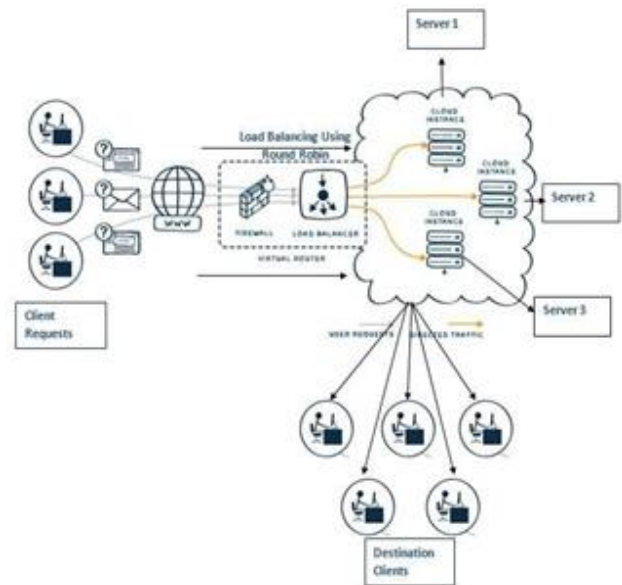 Server 1
CLOUD
INSTANCE
Load Balancing Using
Round Robin
CLOUD
INSTANCE
?
?
?
WWW
FIREWALL
LOAD BALANCER
CLOUD
INSTANCE
Server 2
VIRTUAL ROUTER
Client
Requests
Server 3
USER REQUESTS
DIRECTED TRAFFIC
Destination
Clients